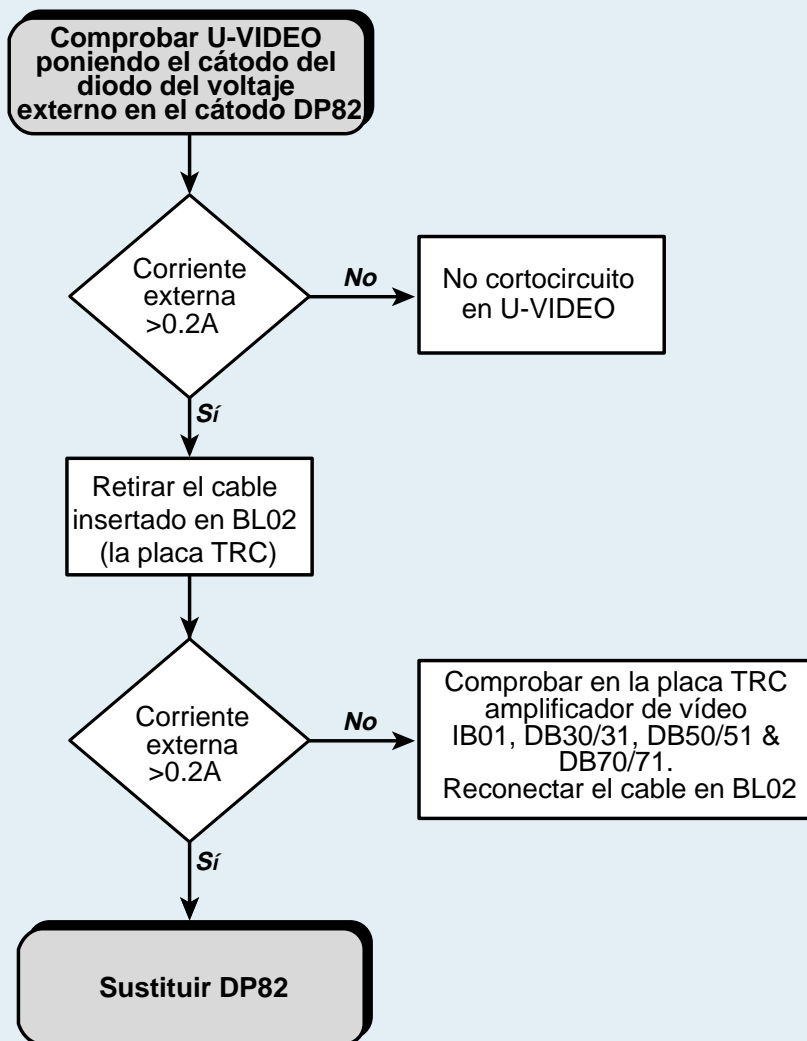 Comprobar U-VIDEO
poniendo el cátodo del
diodo del voltaje
externo en el cátodo DP82
Corriente
externa
>0.2A
No
No cortocircuito
en U-VIDEO
Sí
Retirar el cable
insertado en BL02
(la placa TRC)
Corriente
externa
>0.2A
No
Comprobar en la placa TRC
amplificador de vídeo
IB01, DB30/31, DB50/51 &
DB70/71.
Reconectar el cable en BL02
Sí
Sustituir DP82